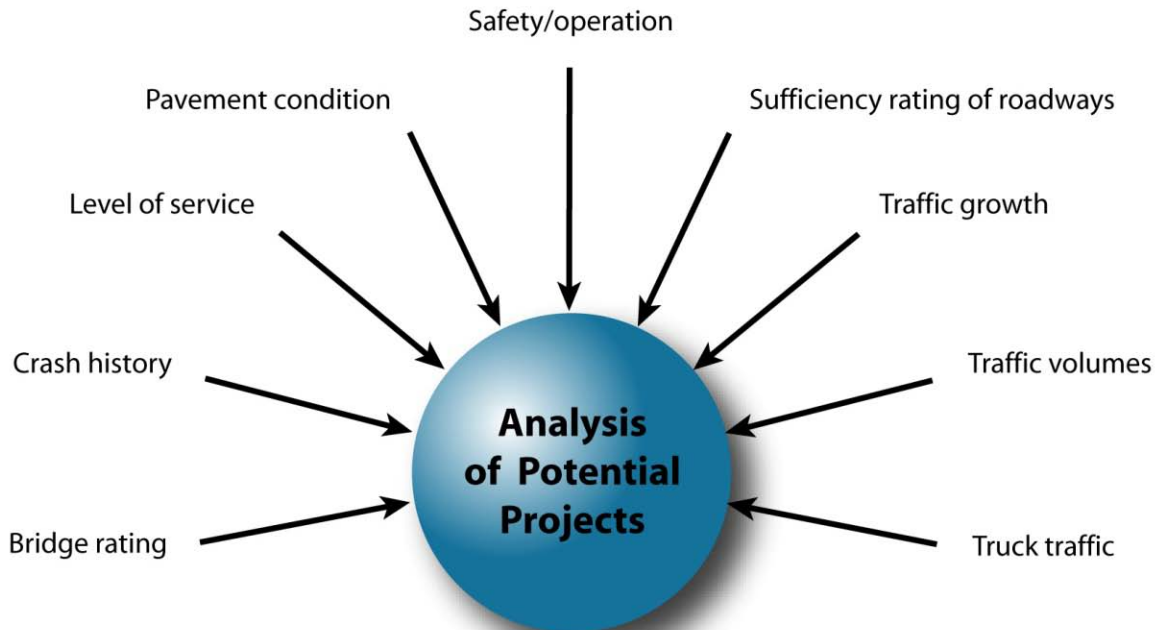 Safety/operation
Pavement condition
Sufficiency rating of roadways
Level of service
Traffic growth
Crash history
Traffic volumes
Analysis
of Potential
Projects
Bridge rating
Truck traffic